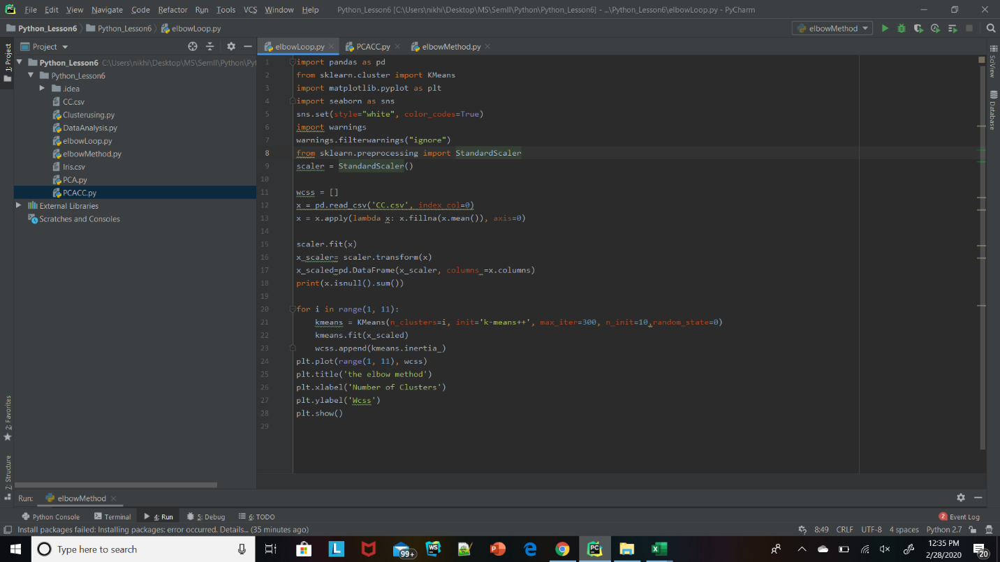 File Edit View Navigate Code Refactor Run Tools VCS Window Help Python_Lesson6 [C:\Users\nikhi\Desktop\MS\SemII\Python\Python_Lesson6] - ...\Python_Lesson6\elbowLoop.py - PyCharm
Python_Lesson6 Python_Lesson6 elbowLoop.py elbowMethod
1: Project
Project
elbowLoop.py PCACC.py elbowMethod.py
SciView
Database
Python_Lesson6 C:\Users\nikhi\Desktop\MS\SemII\Python\Pyt
Python_Lesson6
.idea
CC.csv
Clusterusing.py
DataAnalysis.py
elbowLoop.py
elbowMethod.py
Iris.csv
PCA.py
PCACC.py
External Libraries
Scratches and Consoles
1 import pandas as pd
2 from sklearn.cluster import KMeans
3 import matplotlib.pyplot as plt
4 import seaborn as sns
5 sns.set(style="white", color_codes=True)
6 import warnings
7 warnings.filterwarnings("ignore")
8 from sklearn.preprocessing import StandardScaler
9 scaler = StandardScaler()
10
11 wcss = []
12 x = pd.read_csv('CC.csv', index_col=0)
13 x = x.apply(lambda x: x.fillna(x.mean()), axis=0)
14
15 scaler.fit(x)
16 x_scaler= scaler.transform(x)
17 x_scaled=pd.DataFrame(x_scaler, columns =x.columns)
18 print(x.isnull().sum())
19
20 for i in range(1, 11):
21 kmeans = KMeans(n_clusters=i, init='k-means++', max_iter=300, n_init=10,random_state=0)
22 kmeans.fit(x_scaled)
23 wcss.append(kmeans.inertia_)
24 plt.plot(range(1, 11), wcss)
25 plt.title('the elbow method')
26 plt.xlabel('Number of Clusters')
27 plt.ylabel('Wcss')
28 plt.show()
29
2: Favorites
7: Structure
Run: elbowMethod
Python Console Terminal 4: Run 5: Debug 6: TODO 2 Event Log
Install packages failed: Installing packages: error occurred. Details... (35 minutes ago) 8:49 CRLF UTF-8 4 spaces Python 2.7
Type here to search
99+
12:35 PM
2/28/2020
20